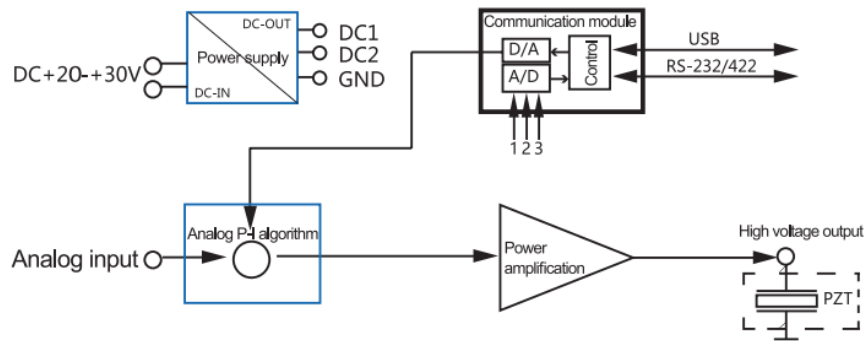 DC-OUT
Power supply
DC-IN
DC+20-+30V
DC1
DC2
GND
Communication module
D/A
A/D
Control
USB
RS-232/422
1 2 3
Analog P-I algorithm
Analog input
Power
amplification
High voltage output
PZT